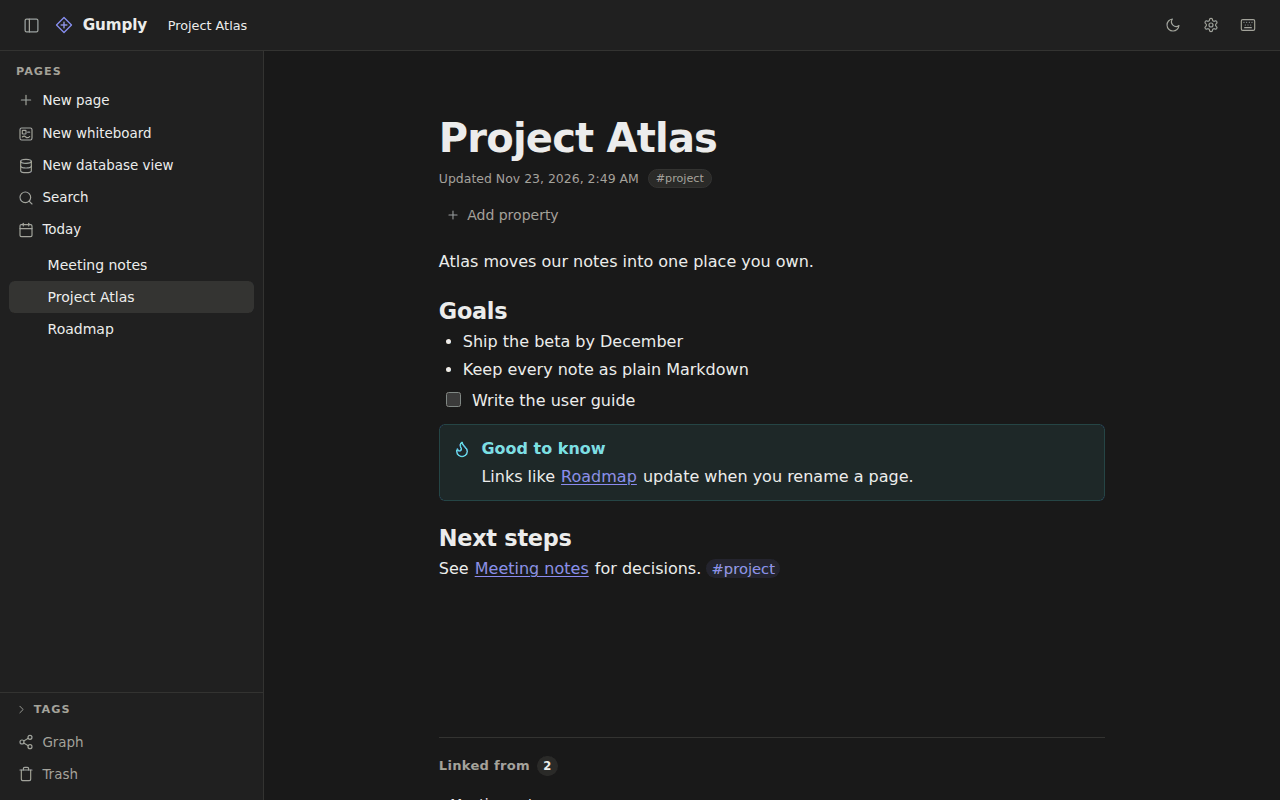 Gumply Project Atlas
PAGES
New page
New whiteboard
New database view
Search
Today
Meeting notes
Project Atlas
Roadmap
TAGS
Graph
Trash
Project Atlas
Updated Nov 23, 2026, 2:49 AM #project
Add property
Atlas moves our notes into one place you own.
Goals
Ship the beta by December
Keep every note as plain Markdown
Write the user guide
Good to know
Links like Roadmap update when you rename a page.
Next steps
See Meeting notes for decisions. #project
Linked from 2